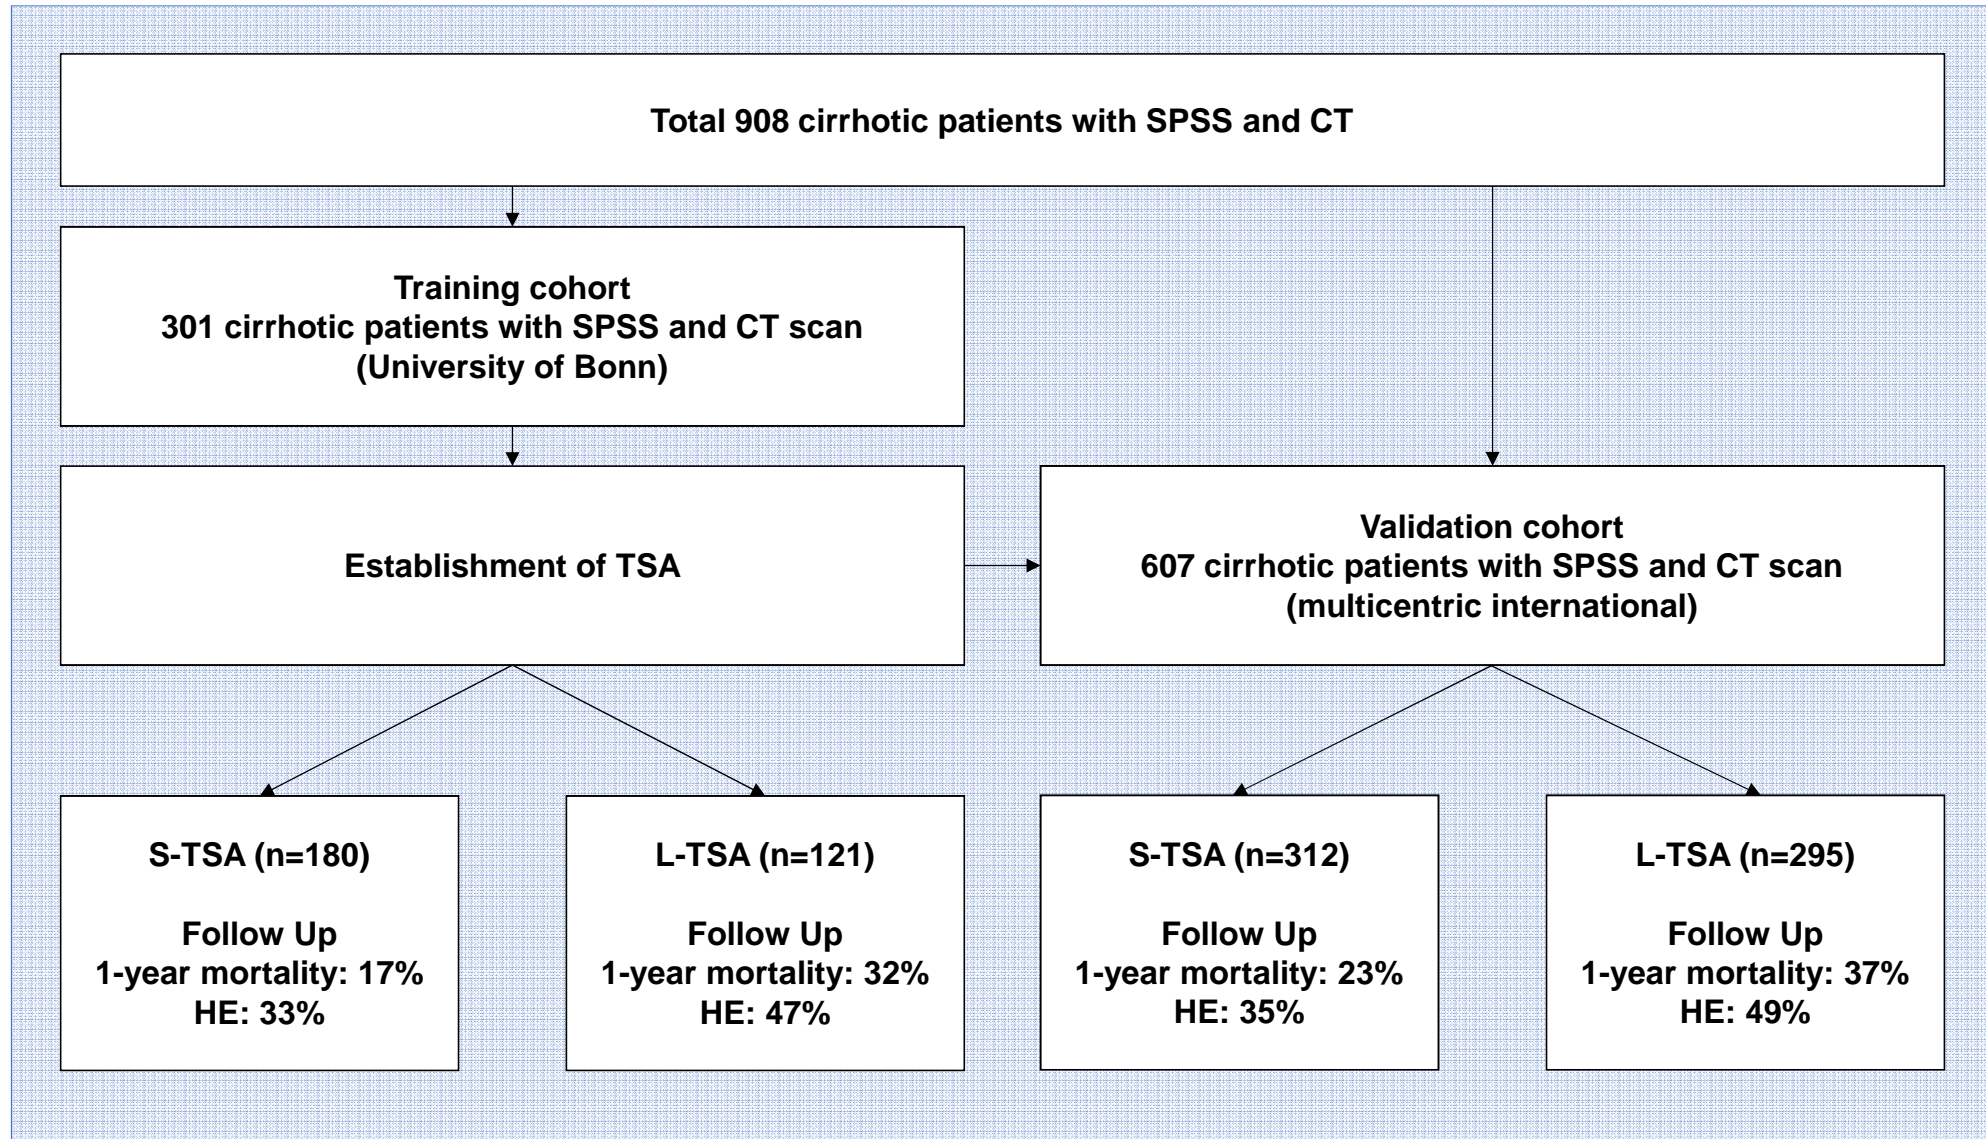 Total 908 cirrhotic patients with SPSS and CT
Training cohort
301 cirrhotic patients with SPSS and CT scan
(University of Bonn)
Establishment of TSA
Validation cohort
607 cirrhotic patients with SPSS and CT scan
(multicentric international)
S-TSA (n=180)
Follow Up
1-year mortality: 17%
HE: 33%
L-TSA (n=121)
Follow Up
1-year mortality: 32%
HE: 47%
S-TSA (n=312)
Follow Up
1-year mortality: 23%
HE: 35%
L-TSA (n=295)
Follow Up
1-year mortality: 37%
HE: 49%